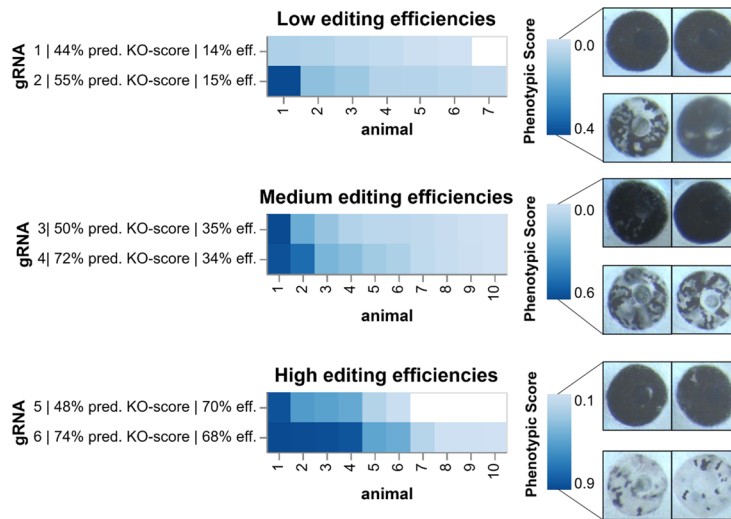 Low editing efficiencies
gRNA
1 | 44% pred. KO-score | 14% eff.
2 | 55% pred. KO-score | 15% eff.
1 2 3 4 5 6 7
animal
Phenotypic Score
0.0
0.4
Medium editing efficiencies
gRNA
3| 50% pred. KO-score | 35% eff.
4| 72% pred. KO-score | 34% eff.
1 2 3 4 5 6 7 8 9 10
animal
Phenotypic Score
0.0
0.6
High editing efficiencies
gRNA
5 | 48% pred. KO-score | 70% eff.
6 | 74% pred. KO-score | 68% eff.
1 2 3 4 5 6 7 8 9 10
animal
Phenotypic Score
0.1
0.9